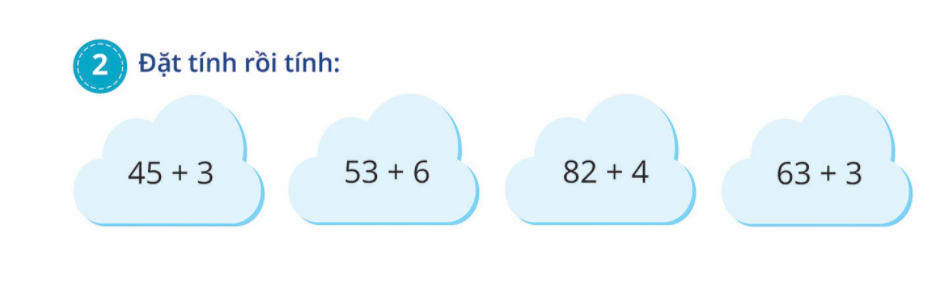 2 Đặt tính rồi tính:
45 + 3 53 + 6 82 + 4 63 + 3